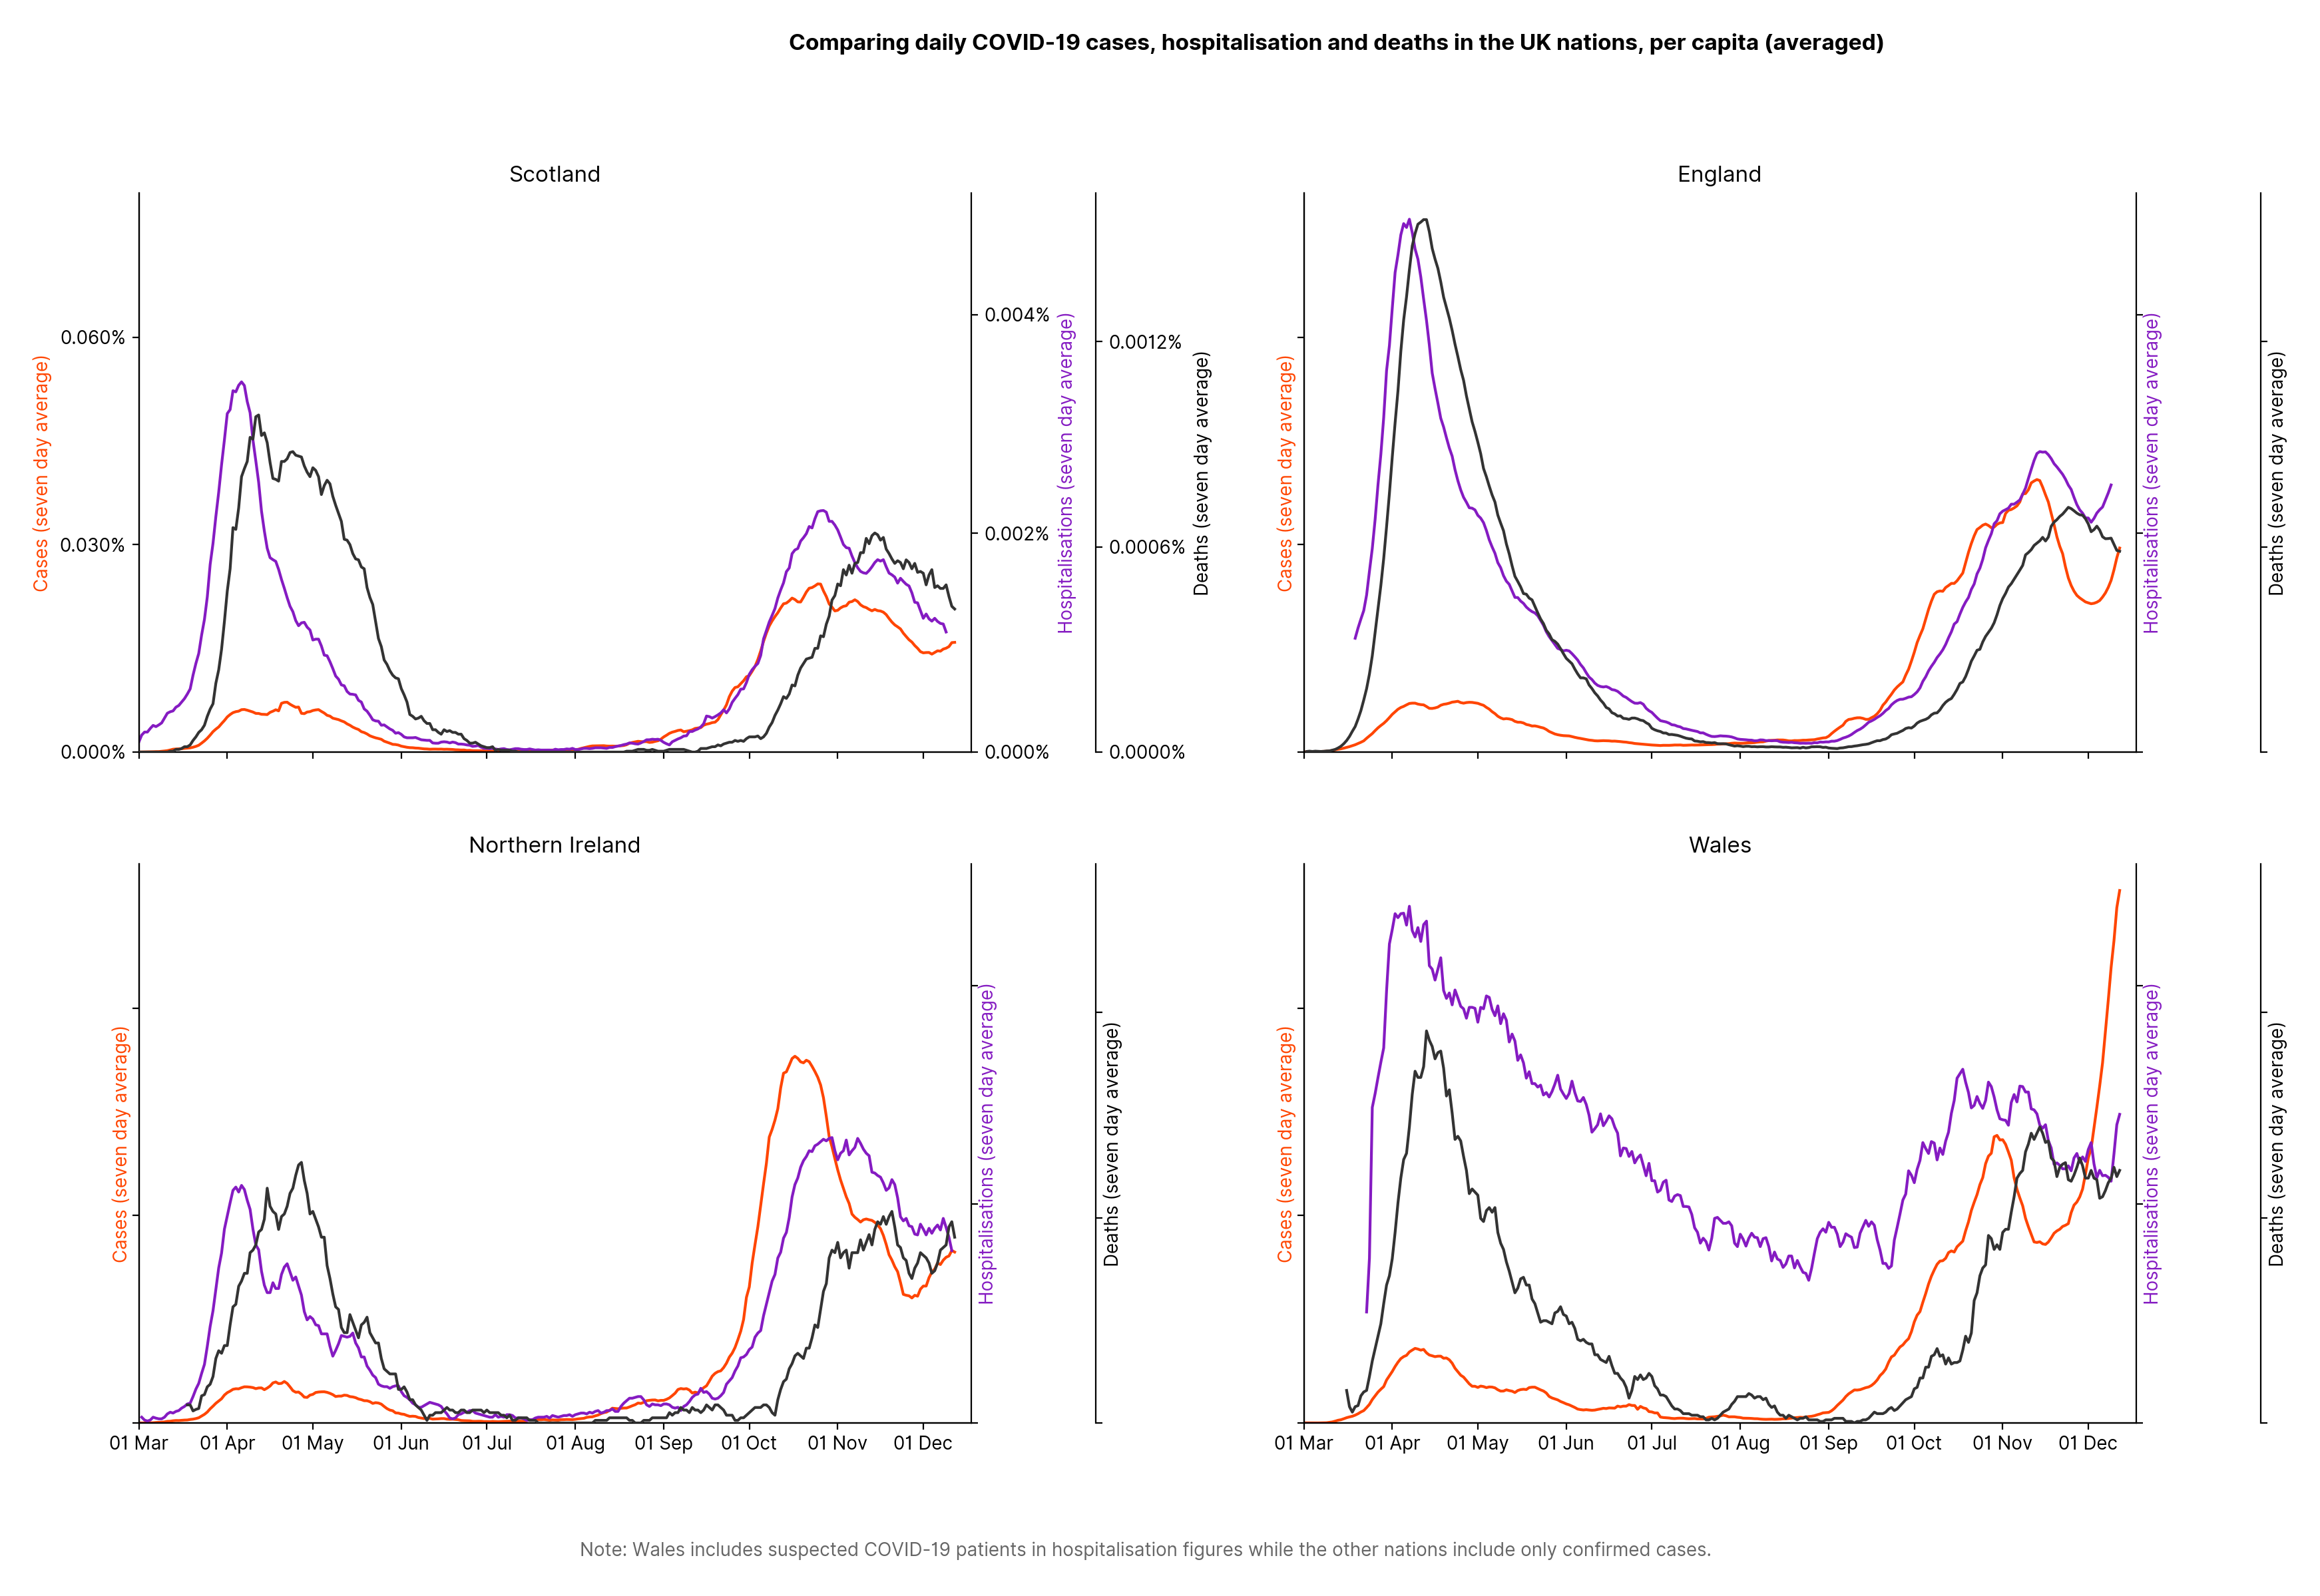 Comparing daily COVID-19 cases, hospitalisation and deaths in the UK nations, per capita (averaged)
Scotland
Cases (seven day average)
0.060%
0.030%
0.000%
0.004%
0.002%
0.000%
Hospitalisations (seven day average)
0.0012%
0.0006%
0.0000%
Deaths (seven day average)
England
Cases (seven day average)
Hospitalisations (seven day average)
Deaths (seven day average)
Northern Ireland
Cases (seven day average)
Hospitalisations (seven day average)
Deaths (seven day average)
01 Mar 01 Apr 01 May 01 Jun 01 Jul 01 Aug 01 Sep 01 Oct 01 Nov 01 Dec
Wales
Cases (seven day average)
Hospitalisations (seven day average)
Deaths (seven day average)
01 Mar 01 Apr 01 May 01 Jun 01 Jul 01 Aug 01 Sep 01 Oct 01 Nov 01 Dec
Note: Wales includes suspected COVID-19 patients in hospitalisation figures while the other nations include only confirmed cases.